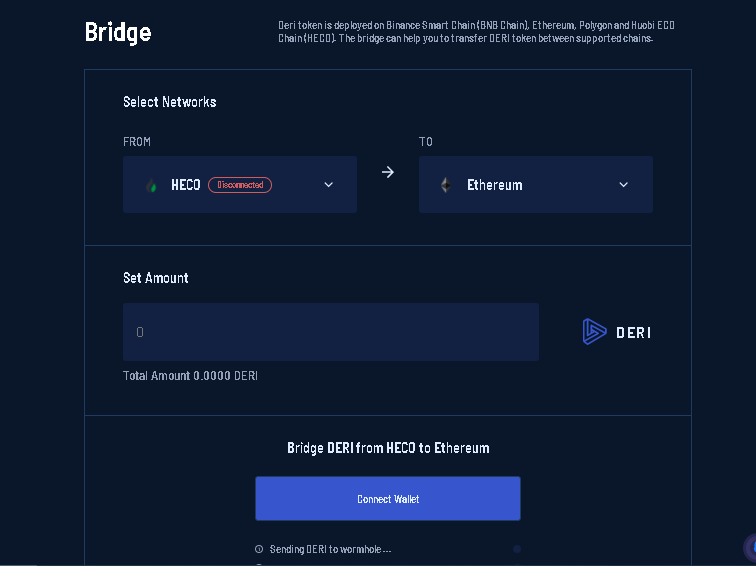 Bridge
Deri token is deployed on Binance Smart Chain (BNB Chain), Ethereum, Polygon and Huobi ECO
Chain (HECO). The bridge can help you to transfer DERI token between supported chains.
Select Networks
FROM
TO
HECO Disconnected
Ethereum
Set Amount
0
DERI
Total Amount 0.0000 DERI
Bridge DERI from HECO to Ethereum
Connect Wallet
Sending DERI to wormhole ...